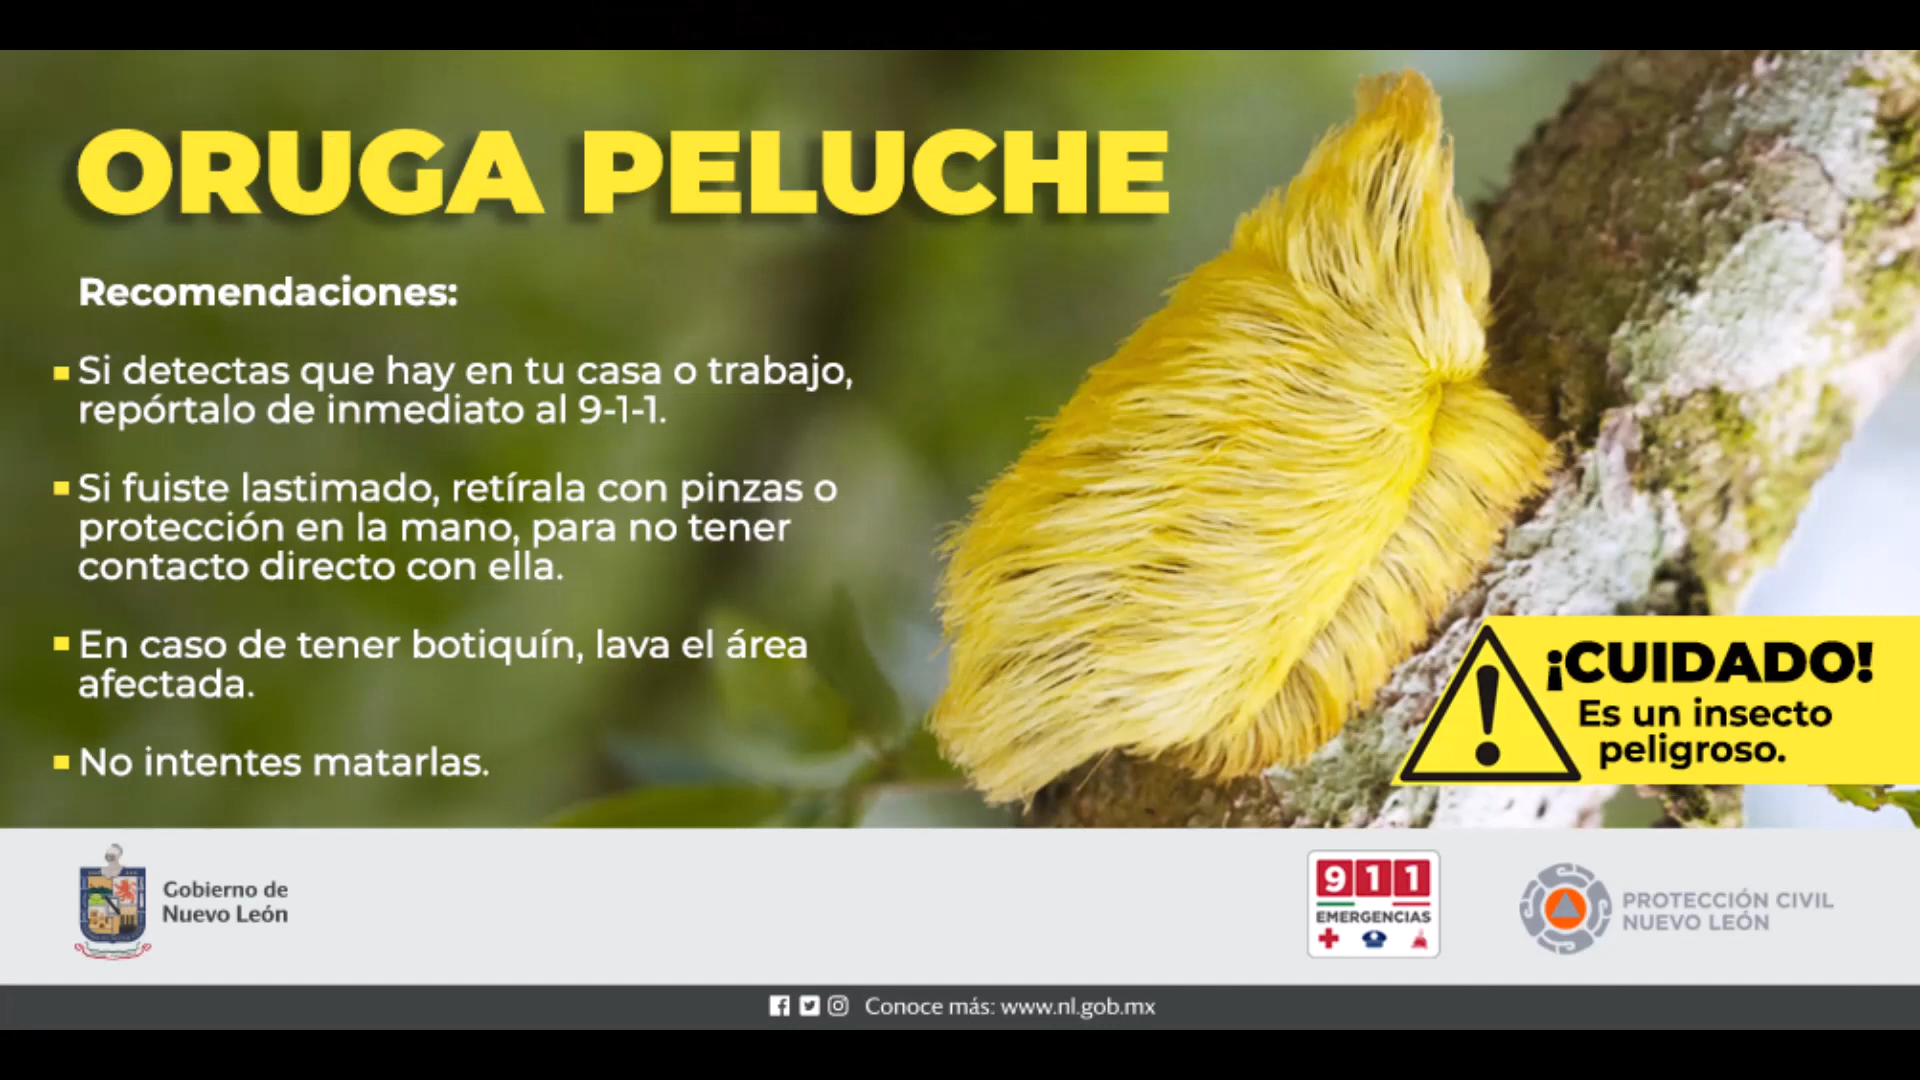 ORUGA PELUCHE
Recomendaciones:
Si detectas que hay en tu casa o trabajo,
repórtalo de inmediato al 9-1-1.
Si fuiste lastimado, retírala con pinzas o
protección en la mano, para no tener
contacto directo con ella.
En caso de tener botiquín, lava el área
afectada.
No intentes matarlas.
¡CUIDADO!
Es un insecto
peligroso.
Gobierno de
Nuevo León
911
EMERGENCIAS
PROTECCIÓN CIVIL
NUEVO LEÓN
Conoce más: www.nl.gob.mx